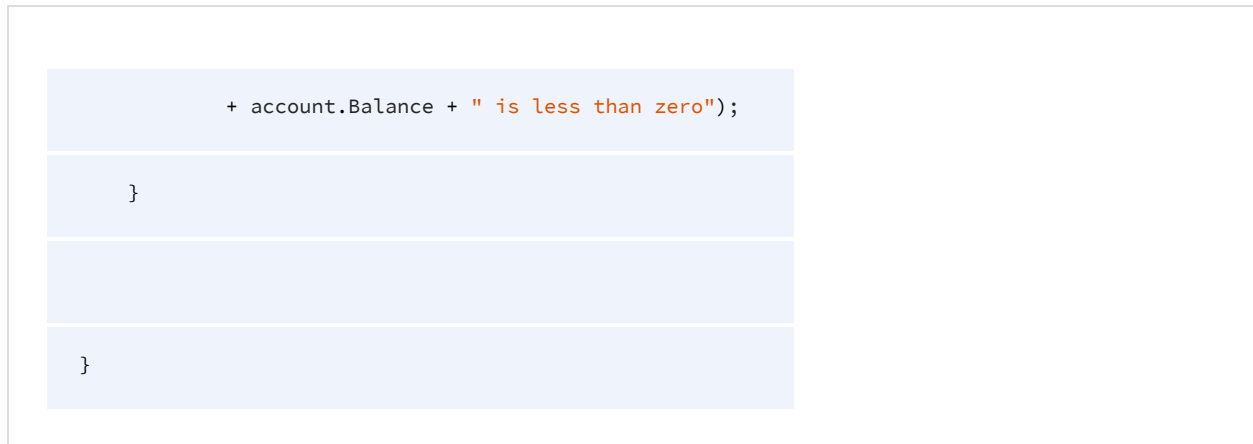 + account.Balance + " is less than zero");
}
}